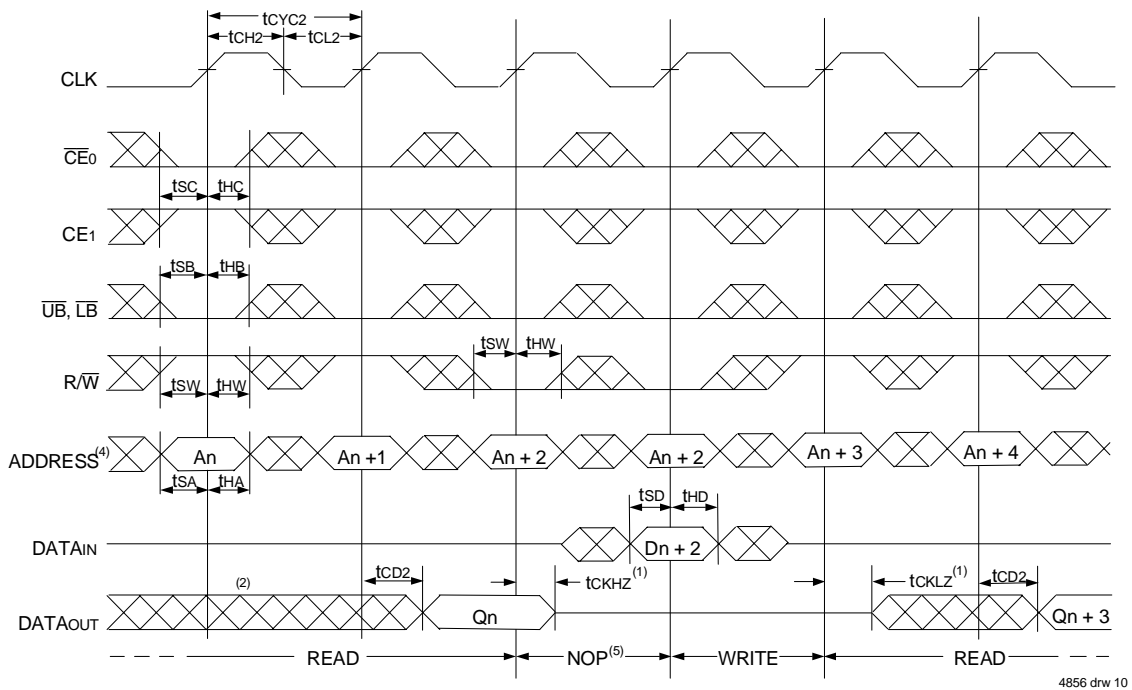 tCYC2
tCH2 tCL2
CLK
CE0
tSC tHC
CE1
tSB tHB
UB, LB
tSW tHW
R/W
tSW tHW
ADDRESS(4) An An +1 An + 2 An + 2 An + 3 An + 4
tSA tHA tSD tHD
DATAIN Dn + 2
(2) tCD2 tCKHZ(1) tCKLZ(1) tCD2
DATAOUT Qn Qn + 3
READ NOP(5) WRITE READ
4856 drw 10